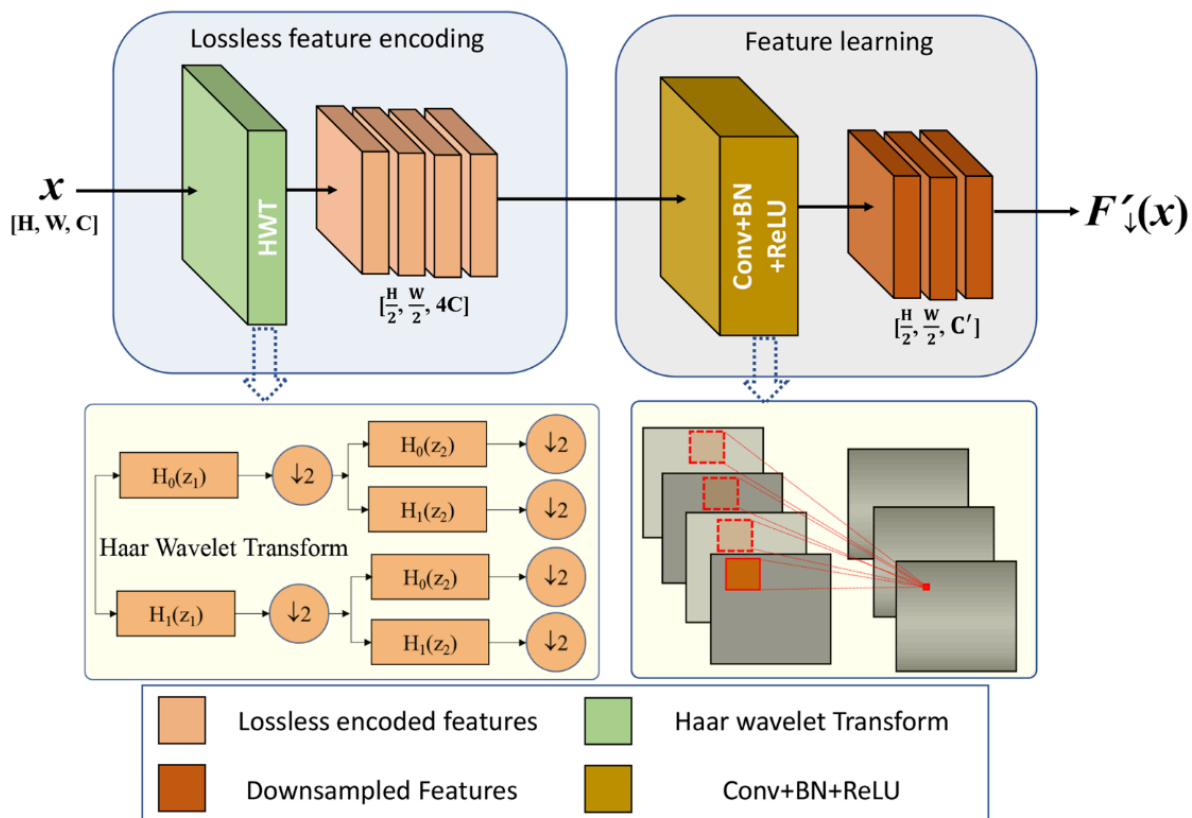 Lossless feature encoding
Feature learning
x
[H, W, C]
HWT
[H/2, W/2, 4C]
Conv+BN
+ReLU
[H/2, W/2, C′]
F′↓(x)
H₀(z₁)
↓2
H₀(z₂)
↓2
H₁(z₂)
↓2
Haar Wavelet Transform
H₁(z₁)
↓2
H₀(z₂)
↓2
H₁(z₂)
↓2
Lossless encoded features
Haar wavelet Transform
Downsampled Features
Conv+BN+ReLU